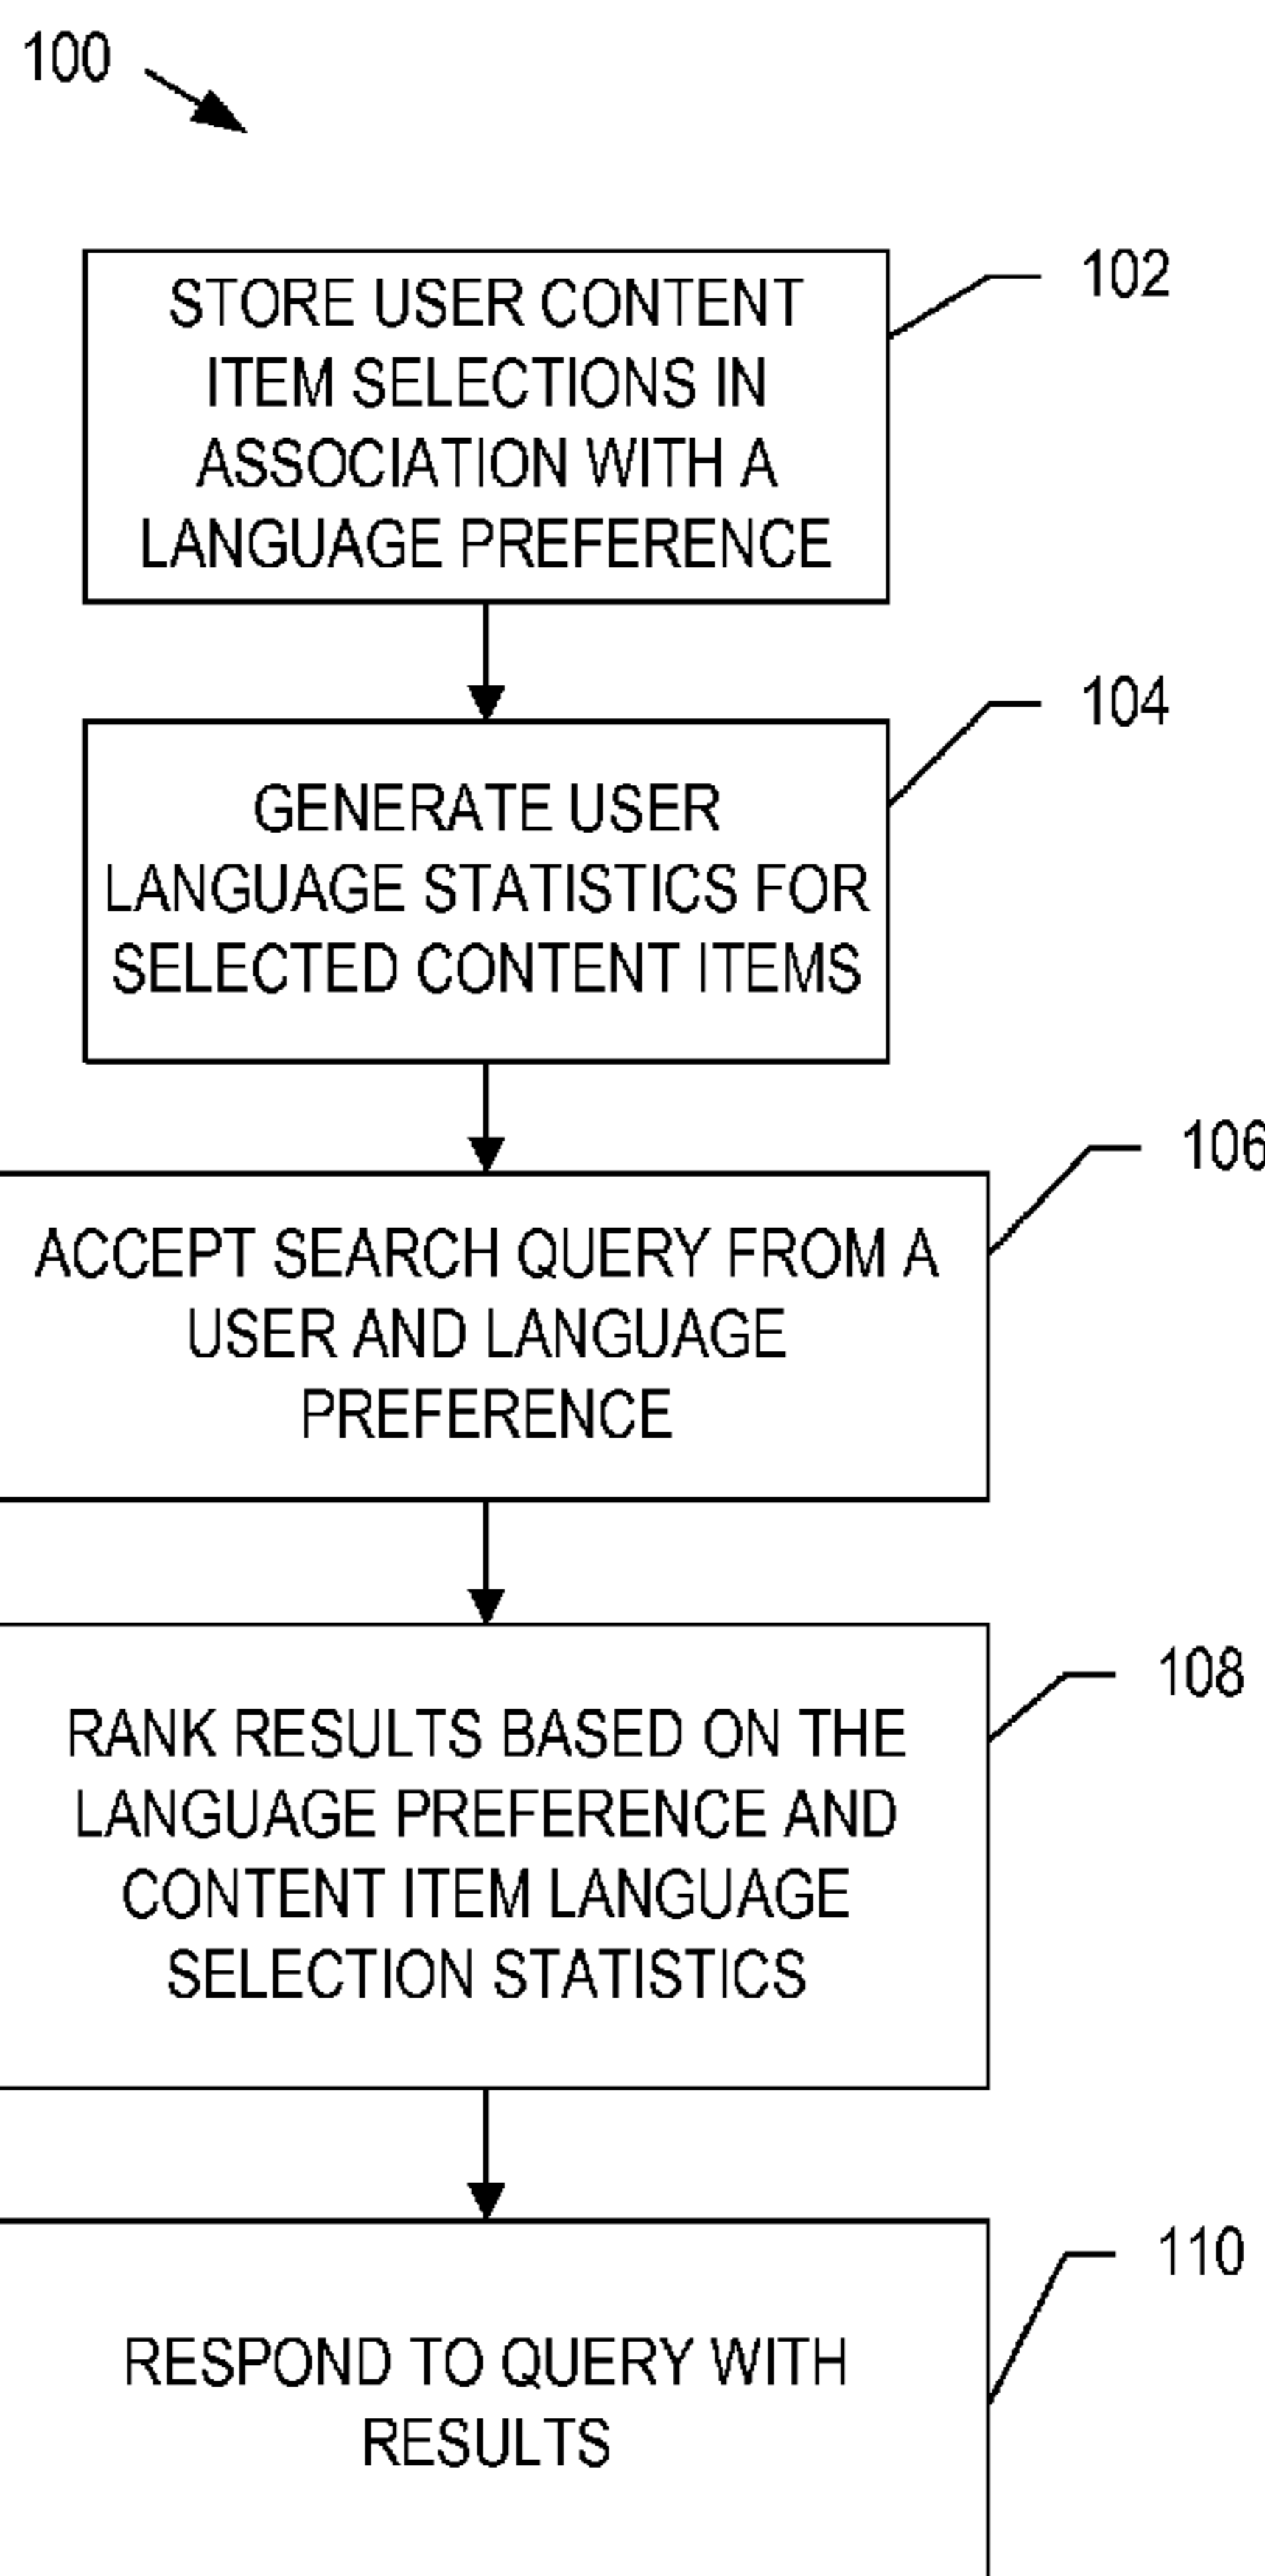 100
STORE USER CONTENT
ITEM SELECTIONS IN
ASSOCIATION WITH A
LANGUAGE PREFERENCE
102
GENERATE USER
LANGUAGE STATISTICS FOR
SELECTED CONTENT ITEMS
104
ACCEPT SEARCH QUERY FROM A
USER AND LANGUAGE
PREFERENCE
106
RANK RESULTS BASED ON THE
LANGUAGE PREFERENCE AND
CONTENT ITEM LANGUAGE
SELECTION STATISTICS
108
RESPOND TO QUERY WITH
RESULTS
110